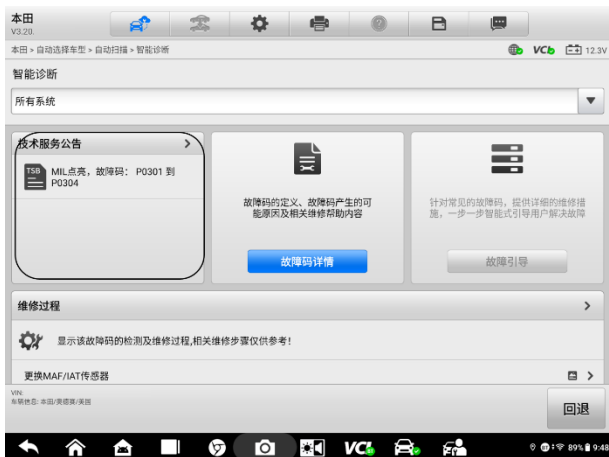 本田
V3.20.
本田 > 自动选择车型 > 自动扫描 > 智能诊断
VCI 12.3V
智能诊断
所有系统
技术服务公告 >
TSB
MIL点亮，故障码： P0301 到
P0304
故障码的定义、故障码产生的可
能原因及相关维修帮助内容
故障码详情
针对常见的故障码，提供详细的维修措
施，一步一步智能式引导用户解决故障
故障引导
维修过程 >
显示该故障码的检测及维修过程,相关维修步骤仅供参考!
更换MAF/IAT传感器 >
VIN:
车辆信息: 本田/奥德赛/美规
回退
VCI 89% 9:48